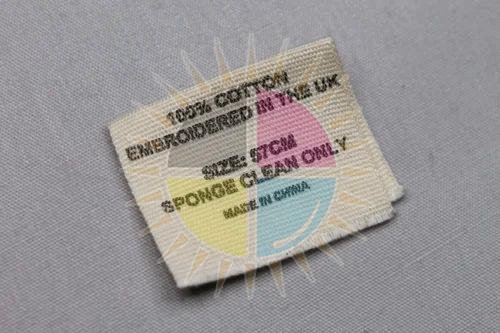 100% COTTON
EMBROIDERED IN THE UK
SIZE: 57CM
SPONGE CLEAN ONLY
MADE IN CHINA